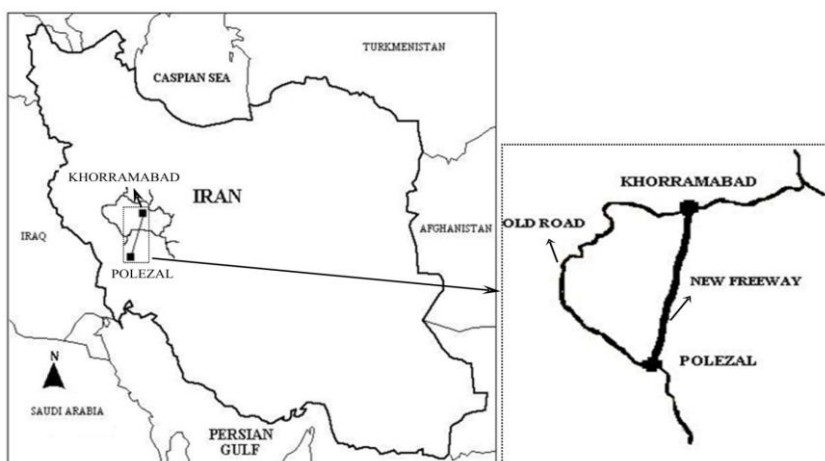 TURKMENISTAN
CASPIAN SEA
KHORRAMABAD
IRAN
IRAQ
AFGHANISTAN
POLEZAL
N
SAUDI ARABIA
PERSIAN
GULF
KHORRAMABAD
OLD ROAD
NEW FREEWAY
POLEZAL